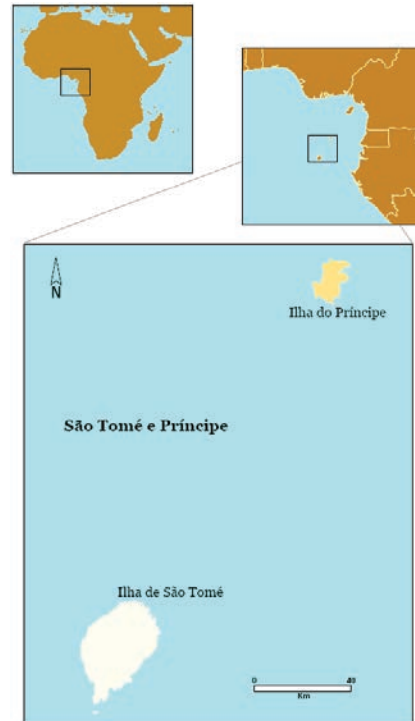 N
Ilha do Príncipe
São Tomé e Príncipe
Ilha de São Tomé
0 40
Km